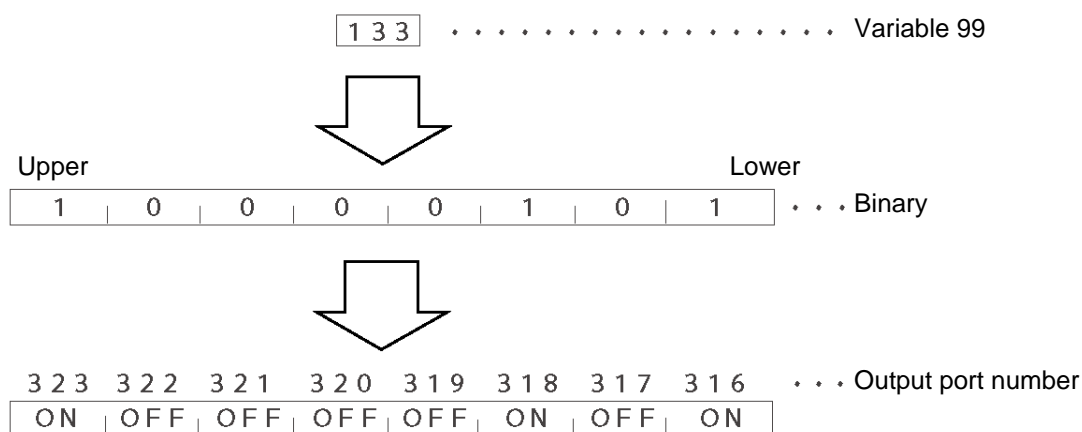 133 . . . . . . . . . . . . . . . . . Variable 99
Upper Lower
1 0 0 0 0 1 0 1 . . . Binary
323 322 321 320 319 318 317 316 . . . Output port number
ON OFF OFF OFF OFF ON OFF ON